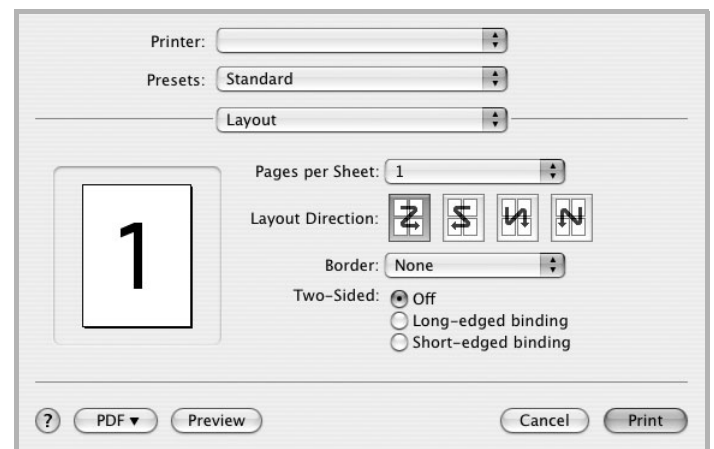 Printer:
Presets: Standard
Layout
Pages per Sheet: 1
1
Layout Direction:
Border: None
Two-Sided: Off
Long-edged binding
Short-edged binding
? PDF▼ Preview Cancel Print